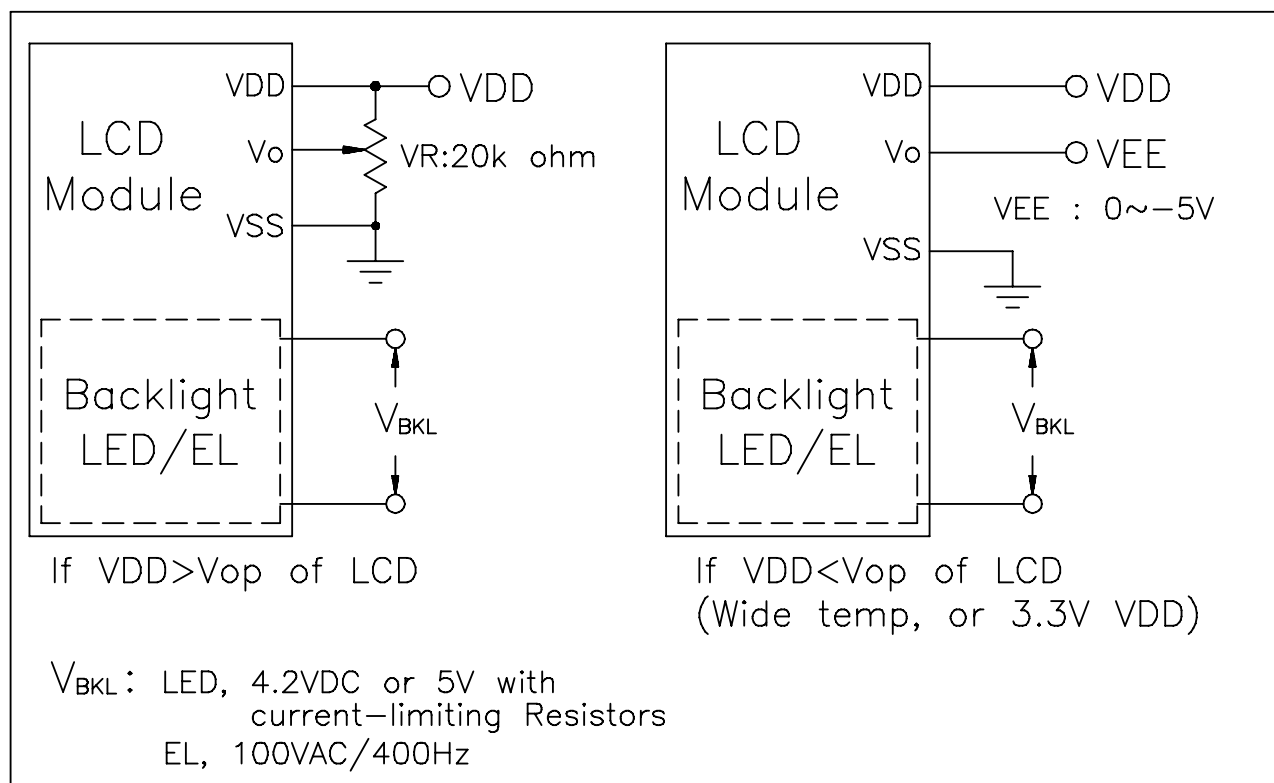 VDD
VDD
LCD
Module
Vo
VR:20k ohm
VSS
Backlight
LED/EL
VBKL
If VDD>Vop of LCD
VDD
VDD
LCD
Module
Vo
VEE
VEE : 0~-5V
VSS
Backlight
LED/EL
VBKL
If VDD<Vop of LCD
(Wide temp, or 3.3V VDD)
VBKL: LED, 4.2VDC or 5V with
current-limiting Resistors
EL, 100VAC/400Hz